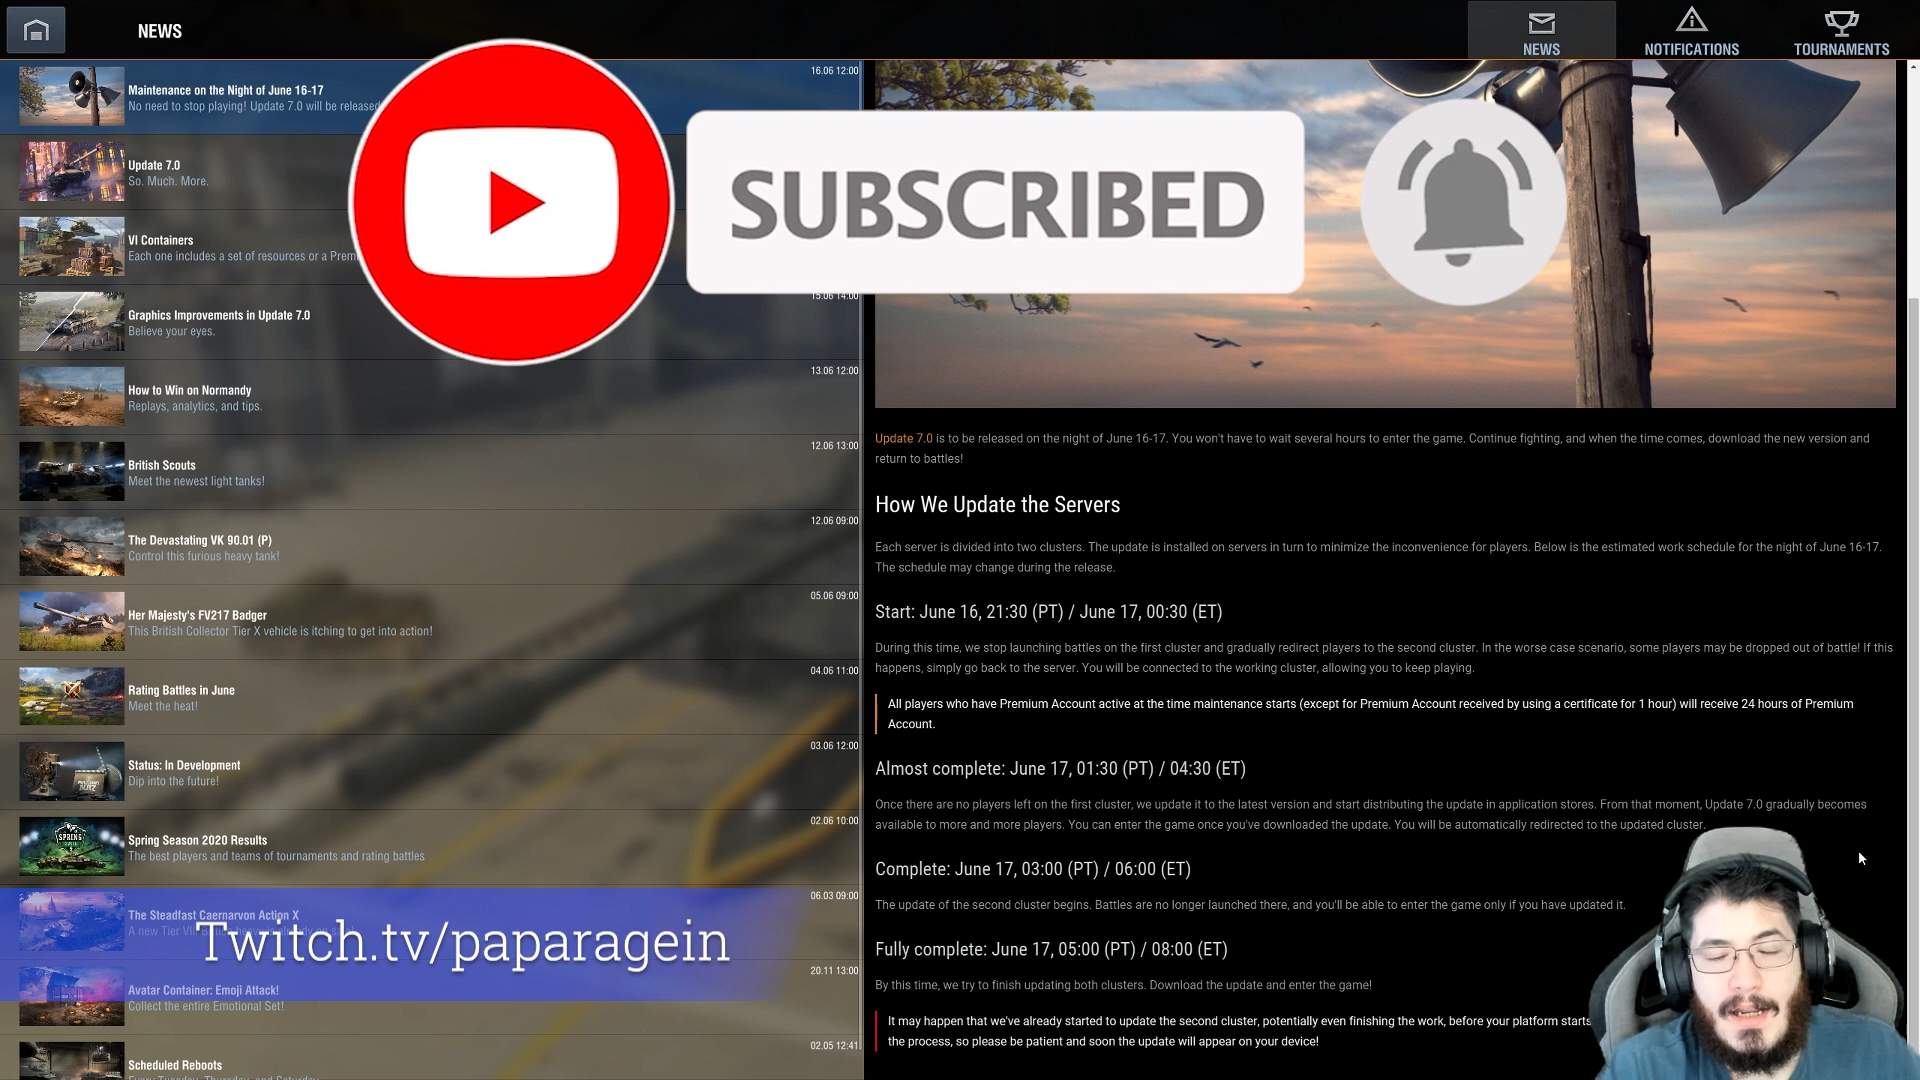 NEWS
NEWS
NOTIFICATIONS
TOURNAMENTS
16.06 12:00
Maintenance on the Night of June 16-17
No need to stop playing! Update 7.0 will be released
Update 7.0
So. Much. More.
VI Containers
Each one includes a set of resources or a Prem
SUBSCRIBED
15.06 14:00
Graphics Improvements in Update 7.0
Believe your eyes.
13.06 12:00
How to Win on Normandy
Replays, analytics, and tips.
12.06 13:00
British Scouts
Meet the newest light tanks!
12.06 09:00
The Devastating VK 90.01 (P)
Control this furious heavy tank!
05.06 09:00
Her Majesty's FV217 Badger
This British Collector Tier X vehicle is itching to get into action!
04.06 11:00
Rating Battles in June
Meet the heat!
03.06 12:00
Status: In Development
Dip into the future!
02.06 10:00
Spring Season 2020 Results
The best players and teams of tournaments and rating battles
06.03 09:00
The Steadfast Caernarvon Action X
A new Tier VII
Twitch.tv/paparagein
20.11 13:00
Avatar Container: Emoji Attack!
Collect the entire Emotional Set!
02.05 12:41
Scheduled Reboots
Every Tuesday, Thursday, and Saturday
Update 7.0 is to be released on the night of June 16-17. You won't have to wait several hours to enter the game. Continue fighting, and when the time comes, download the new version and
return to battles!
How We Update the Servers
Each server is divided into two clusters. The update is installed on servers in turn to minimize the inconvenience for players. Below is the estimated work schedule for the night of June 16-17.
The schedule may change during the release.
Start: June 16, 21:30 (PT) / June 17, 00:30 (ET)
During this time, we stop launching battles on the first cluster and gradually redirect players to the second cluster. In the worse case scenario, some players may be dropped out of battle! If this
happens, simply go back to the server. You will be connected to the working cluster, allowing you to keep playing.
All players who have Premium Account active at the time maintenance starts (except for Premium Account received by using a certificate for 1 hour) will receive 24 hours of Premium
Account.
Almost complete: June 17, 01:30 (PT) / 04:30 (ET)
Once there are no players left on the first cluster, we update it to the latest version and start distributing the update in application stores. From that moment, Update 7.0 gradually becomes
available to more and more players. You can enter the game once you've downloaded the update. You will be automatically redirected to the updated cluster.
Complete: June 17, 03:00 (PT) / 06:00 (ET)
The update of the second cluster begins. Battles are no longer launched there, and you'll be able to enter the game only if you have updated it.
Fully complete: June 17, 05:00 (PT) / 08:00 (ET)
By this time, we try to finish updating both clusters. Download the update and enter the game!
It may happen that we've already started to update the second cluster, potentially even finishing the work, before your platform starts
the process, so please be patient and soon the update will appear on your device!